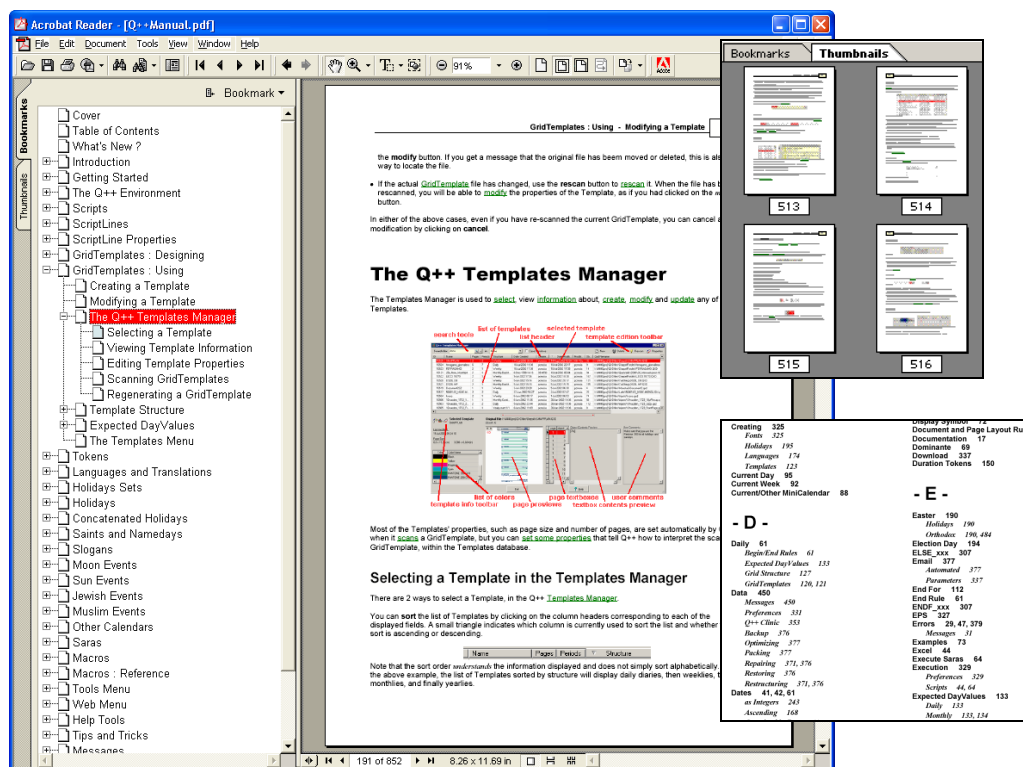 Acrobat Reader - [Q++Manual.pdf]
File Edit Document Tools View Window Help
91%
Adobe
Bookmarks
Thumbnails
Bookmark
Cover
Table of Contents
What's New ?
Introduction
Getting Started
The Q++ Environment
Scripts
ScriptLines
ScriptLine Properties
GridTemplates : Designing
GridTemplates : Using
Creating a Template
Modifying a Template
The Q++ Templates Manager
Selecting a Template
Viewing Template Information
Editing Template Properties
Scanning GridTemplates
Regenerating a GridTemplate
Template Structure
Expected DayValues
The Templates Menu
Tokens
Languages and Translations
Holidays Sets
Holidays
Concatenated Holidays
Saints and Namedays
Slogans
Moon Events
Sun Events
Jewish Events
Muslim Events
Other Calendars
Saras
Macros
Macros : Reference
Tools Menu
Web Menu
Help Tools
Tips and Tricks
Messages
GridTemplates : Using - Modifying a Template
the modify button. If you get a message that the original file has beem moved or deleted, this is
way to locate the file.
• If the actual GridTemplate file has changed, use the rescan button to rescan it. When the file has
rescanned, you will be able to modify the properties of the Template, as if you had clicked on the
button.
In either of the above cases, even if you have re-scanned the current GridTemplate, you can cancel
modification by clicking on cancel.
The Q++ Templates Manager
The Templates Manager is used to select, view information about, create, modify and update any of
Templates.
search tools
list of templates
list header
selected template
template edition toolbar
template info toolbar
list of colors
page previews
page textboxes
textbox contents preview
user comments
Most of the Templates' properties, such as page size and number of pages, are set automatically by
when it scans a GridTemplate, but you can set some properties that tell Q++ how to interpret the
GridTemplate, within the Templates database.
Selecting a Template in the Templates Manager
There are 2 ways to select a Template, in the Q++ Templates Manager.
You can sort the list of Templates by clicking on the column headers corresponding to each of the
displayed fields. A small triangle indicates which column is currently used to sort the list and whether
sort is ascending or descending.
Name Pages Periods Structure
Note that the sort order understands the information displayed and does not simply sort alphabetically.
the above example, the list of Templates sorted by structure will display daily diaries, then weeklies,
monthlies, and finally yearlies.
191 of 852 8.26 x 11.69 in
Bookmarks Thumbnails
513 514
515 516
Creating 325
Fonts 325
Holidays 195
Languages 174
Templates 123
Current Day 95
Current Week 92
Current/Other MiniCalendar 88
- D -
Daily 61
Begin/End Rules 61
Expected DayValues 133
Grid Structure 127
GridTemplates 120, 121
Data 450
Messages 450
Preferences 331
Q++ Clinic 353
Backup 376
Optimizing 377
Packing 377
Repairing 371, 376
Restoring 376
Restructuring 371, 376
Dates 41, 42, 61
as Integers 243
Ascending 168
Display Symbol 72
Document and Page Layout Ru
Documentation 17
Dominante 69
Download 337
Duration Tokens 150
- E -
Easter 190
Holidays 190
Orthodox 190, 484
Election Day 194
ELSE_xxx 307
Email 377
Automated 377
Parameters 337
End For 112
End Rule 61
ENDF_xxx 307
EPS 327
Errors 29, 47, 379
Messages 31
Examples 73
Excel 44
Execute Saras 64
Execution 329
Preferences 329
Scripts 44, 64
Expected DayValues 133
Daily 133
Monthly 133, 134